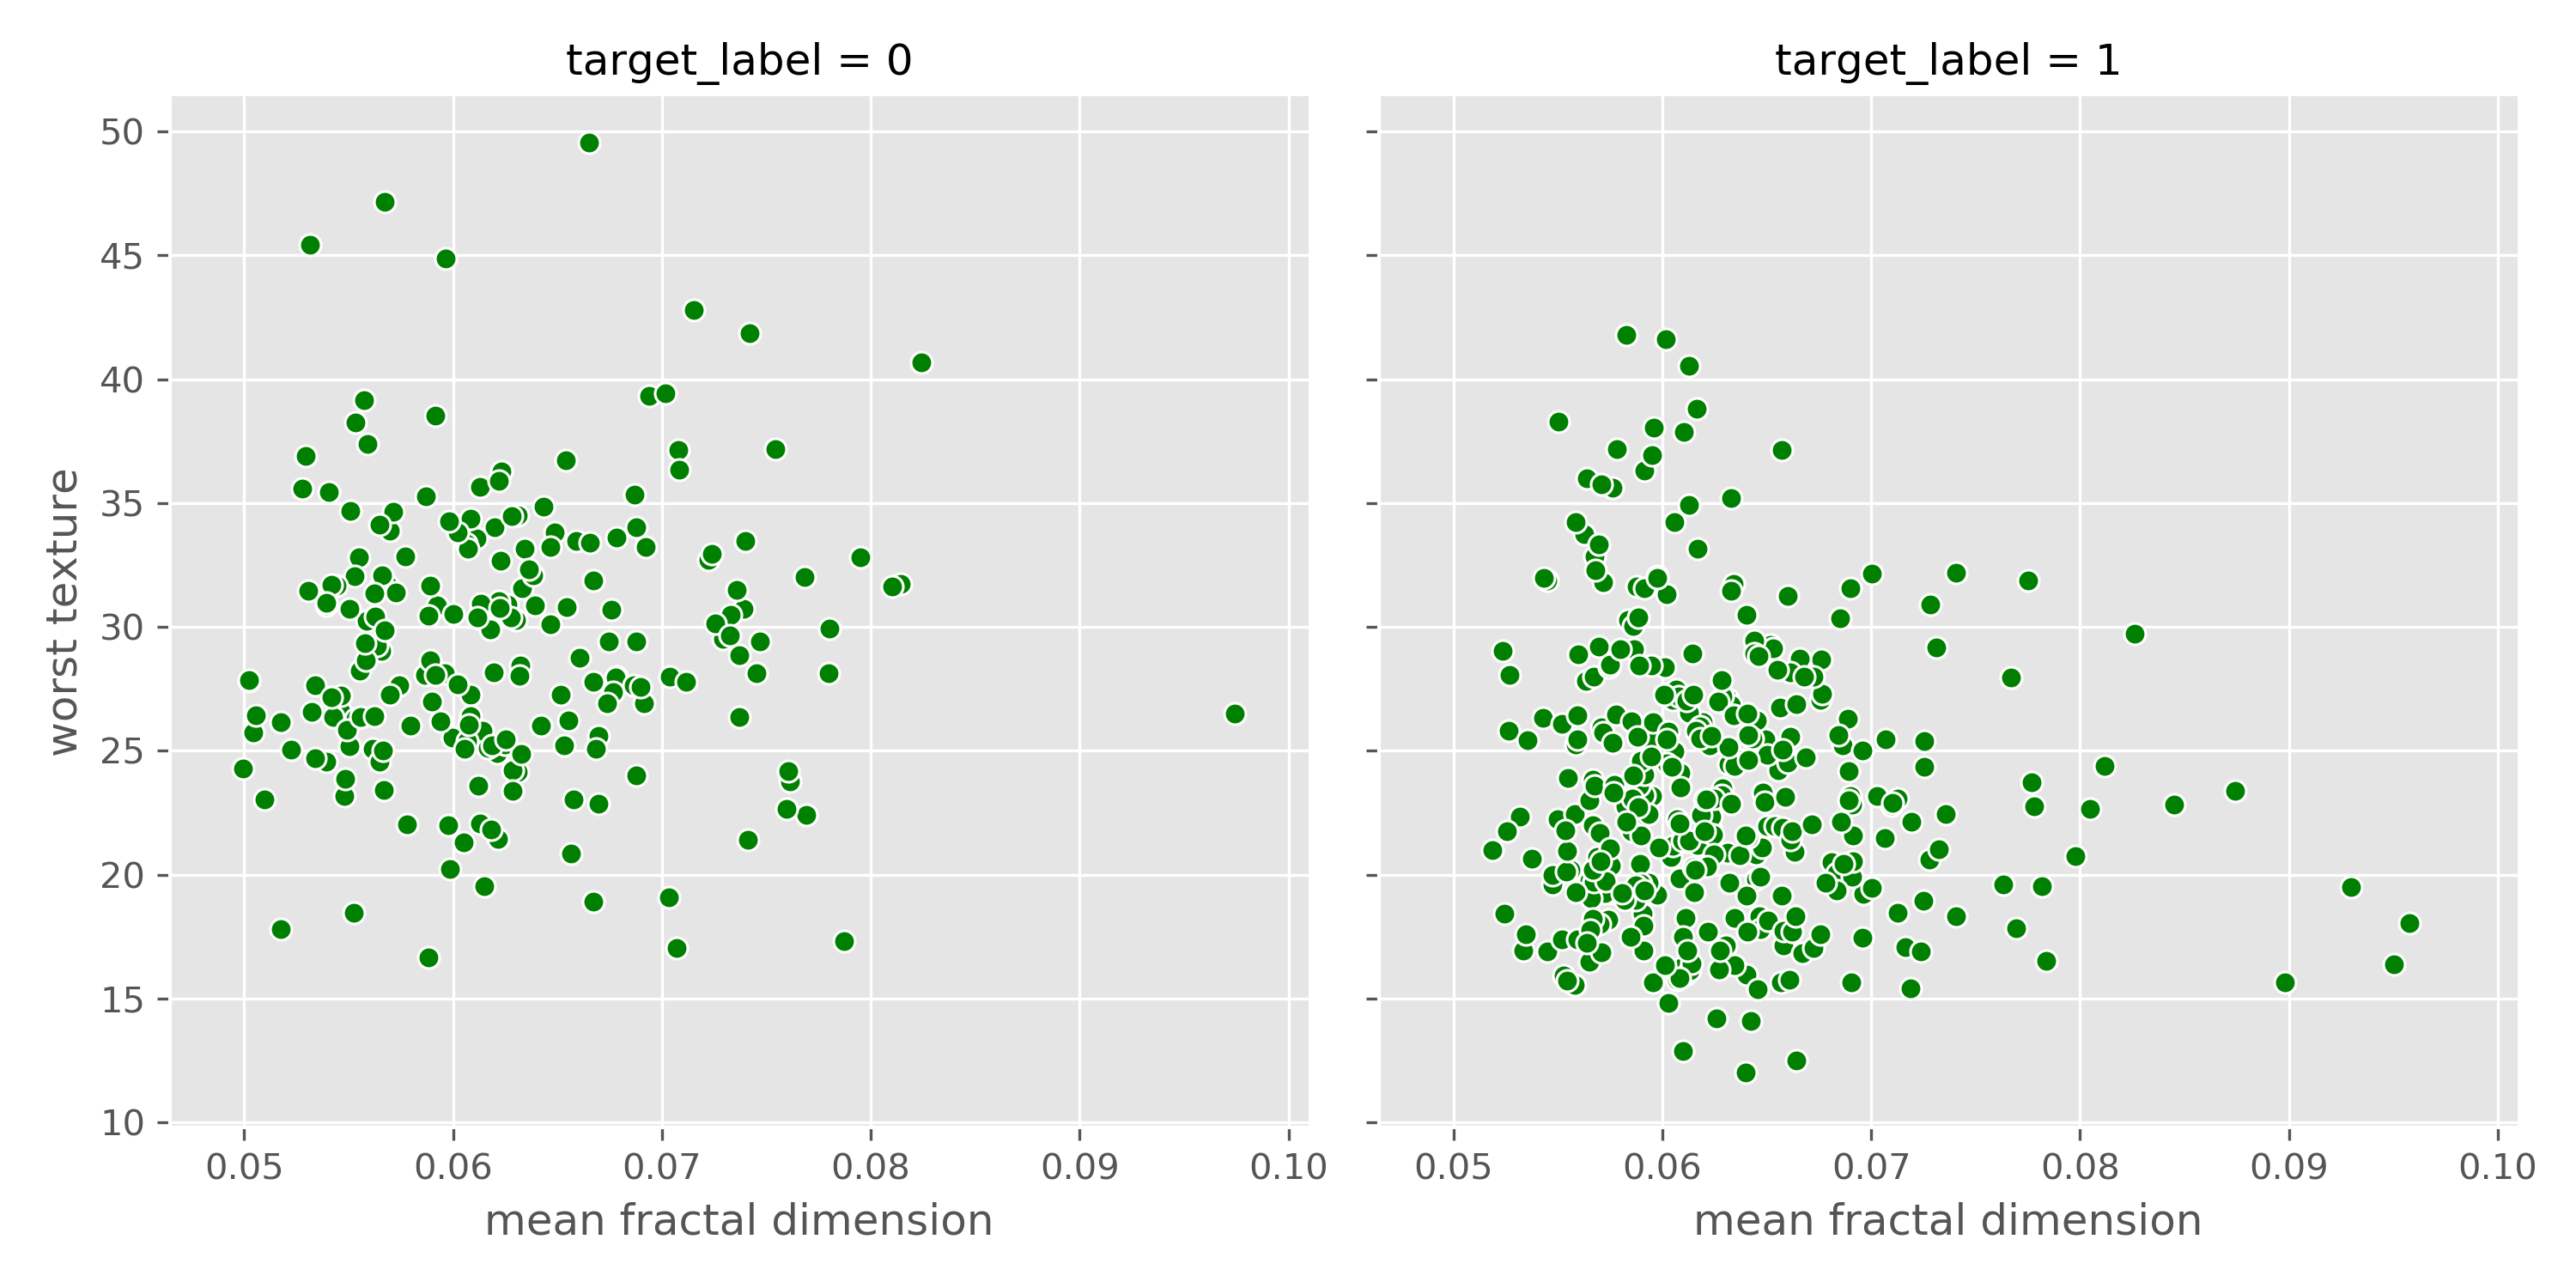 target_label = 0
target_label = 1
50
45
40
35
30
25
20
15
10
worst texture
0.05 0.06 0.07 0.08 0.09 0.10
0.05 0.06 0.07 0.08 0.09 0.10
mean fractal dimension
mean fractal dimension